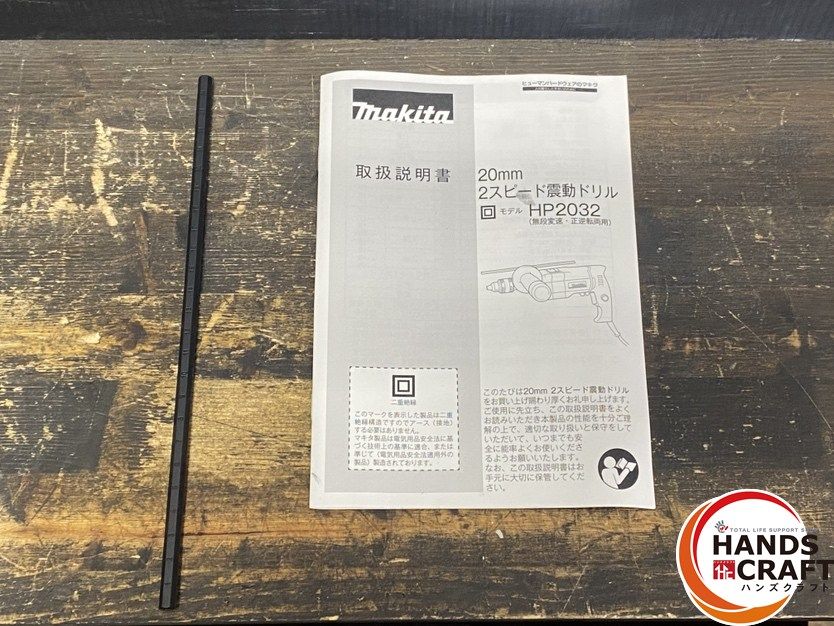 ヒューマンハードウェアのマキタ
makita
取扱説明書
20mm
2スピード震動ドリル
モデル HP2032
(無段変速・正逆転両用)
二重絶縁
このマークを表示した製品は二重
絶縁構造ですのでアース(接地)
する必要はありません。
マキタ製品は電気用品安全法に基
づく技術上の基準に適合、または
準じて(電気用品安全法適用外の
製品)製造されております。
このたびは20mm 2スピード震動ドリル
をお買い上げ賜わり厚くお礼申し上げます。
ご使用に先立ち、この取扱説明書をよく
お読みいただき本製品の性能を十分ご理
解の上で、適切な取り扱いと保守をして
いただいて、いつまでも安
全に能率よくお使いくださ
るようお願いいたします。
なお、この取扱説明書はお
手元に大切に保管してくだ
さい。
TOTAL LIFE SUPPORT
HANDS
CRAFT
ハンズクラフト